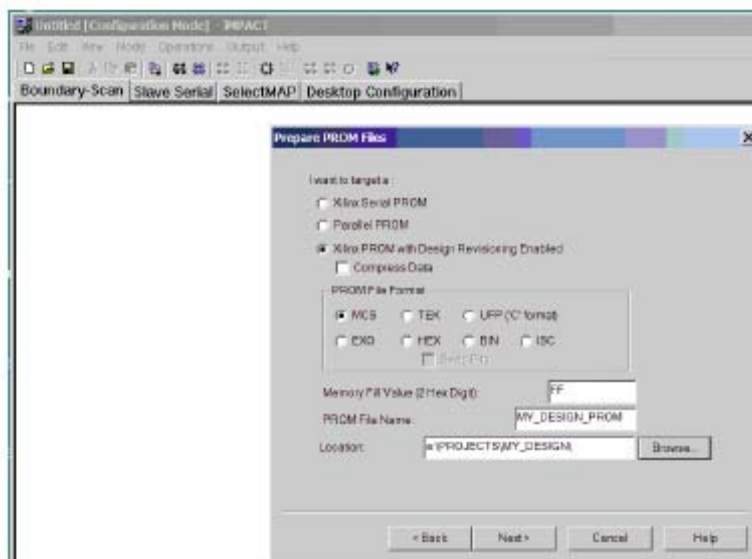 Untitled [Configuration Mode] - iMPACT
File Edit View Mode Operations Output Help
Boundary-Scan Slave Serial SelectMAP Desktop Configuration
Prepare PROM Files
I want to target a :
Xilinx Serial PROM
Parallel PROM
Xilinx PROM with Design Revisioning Enabled
Compress Data
PROM File Format
MCS TEK UFP ('C' format)
EXO HEX BIN ISC
Swap Bits
Memory Fill Value (2 Hex Digit): FF
PROM File Name: MY_DESIGN_PROM
Location: e:\PROJECTS\MY_DESIGN\ Browse...
< Back Next > Cancel Help